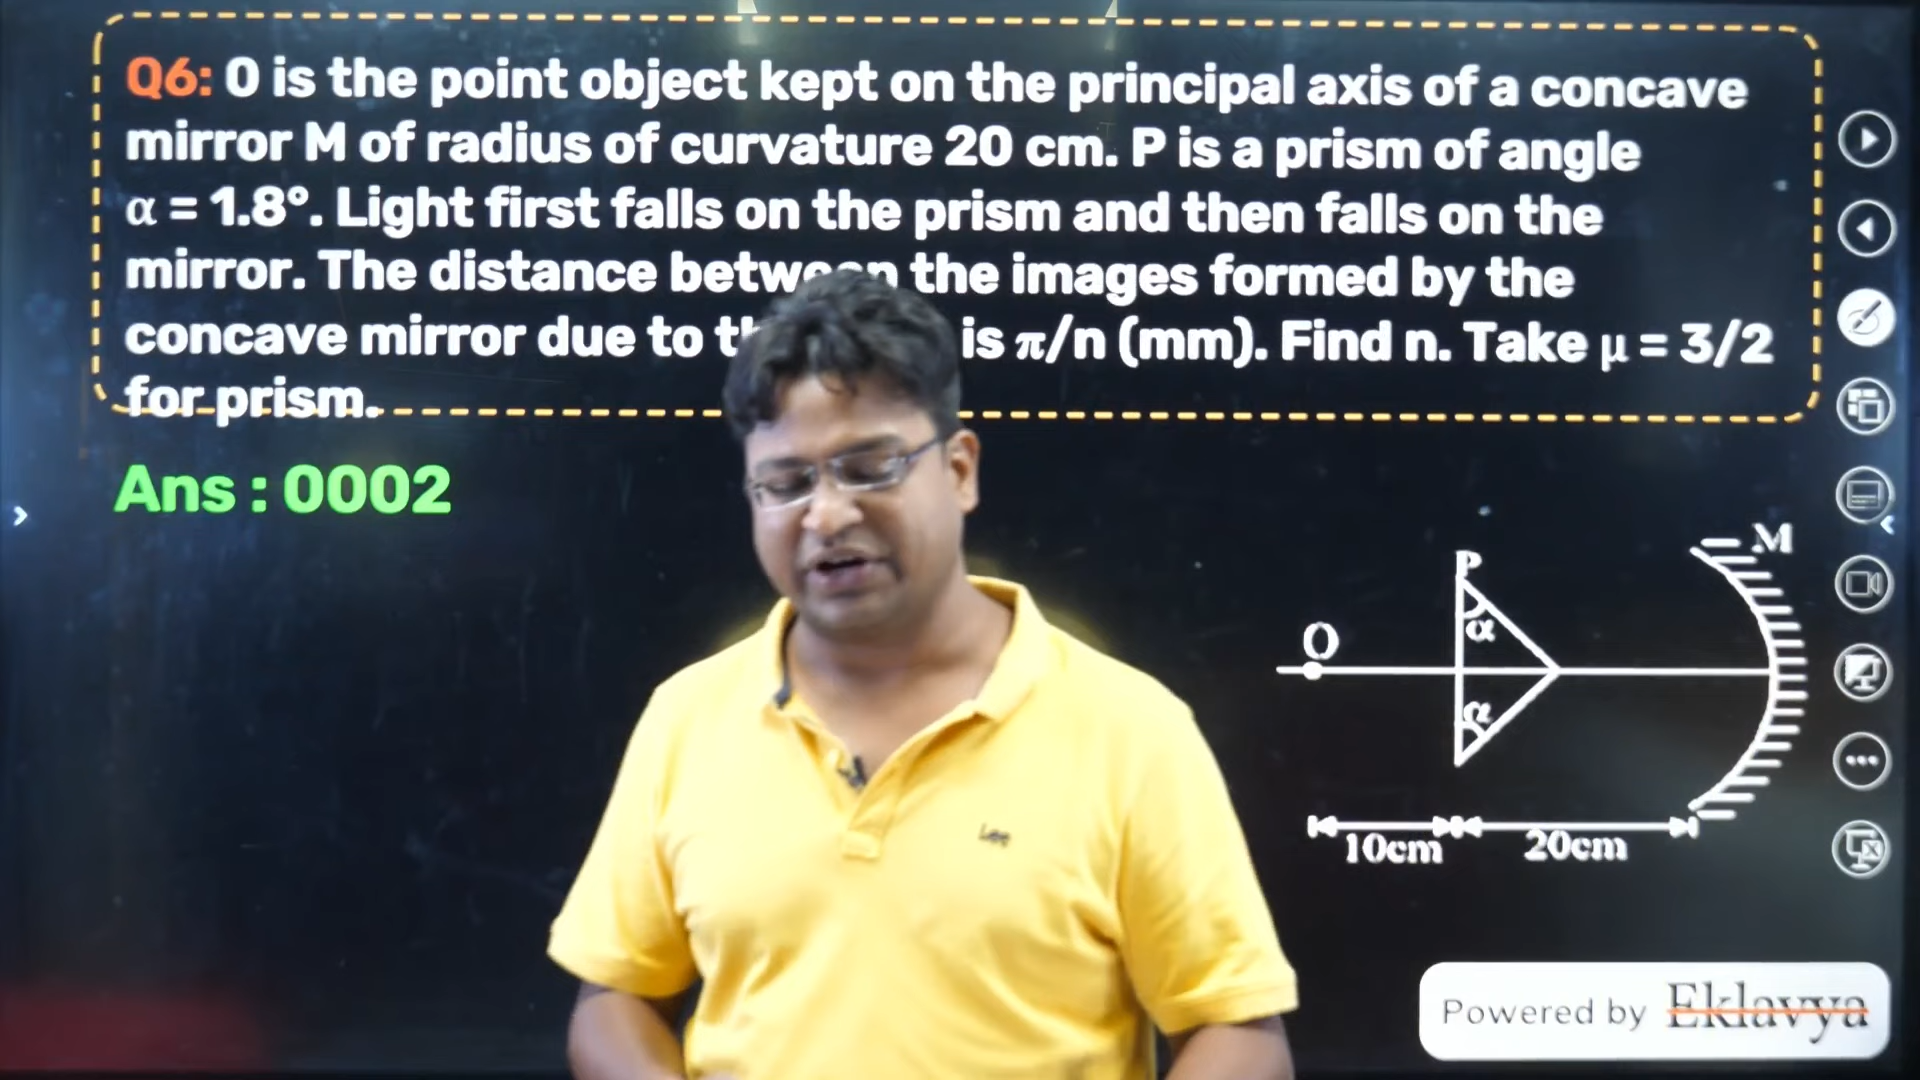 Q6: O is the point object kept on the principal axis of a concave
mirror M of radius of curvature 20 cm. P is a prism of angle
α = 1.8°. Light first falls on the prism and then falls on the
mirror. The distance between the images formed by the
concave mirror due to is π/n (mm). Find n. Take μ = 3/2
for prism.
Ans : 0002
M
P
α
O
α
10cm 20cm
Lee
Powered by Eklavya